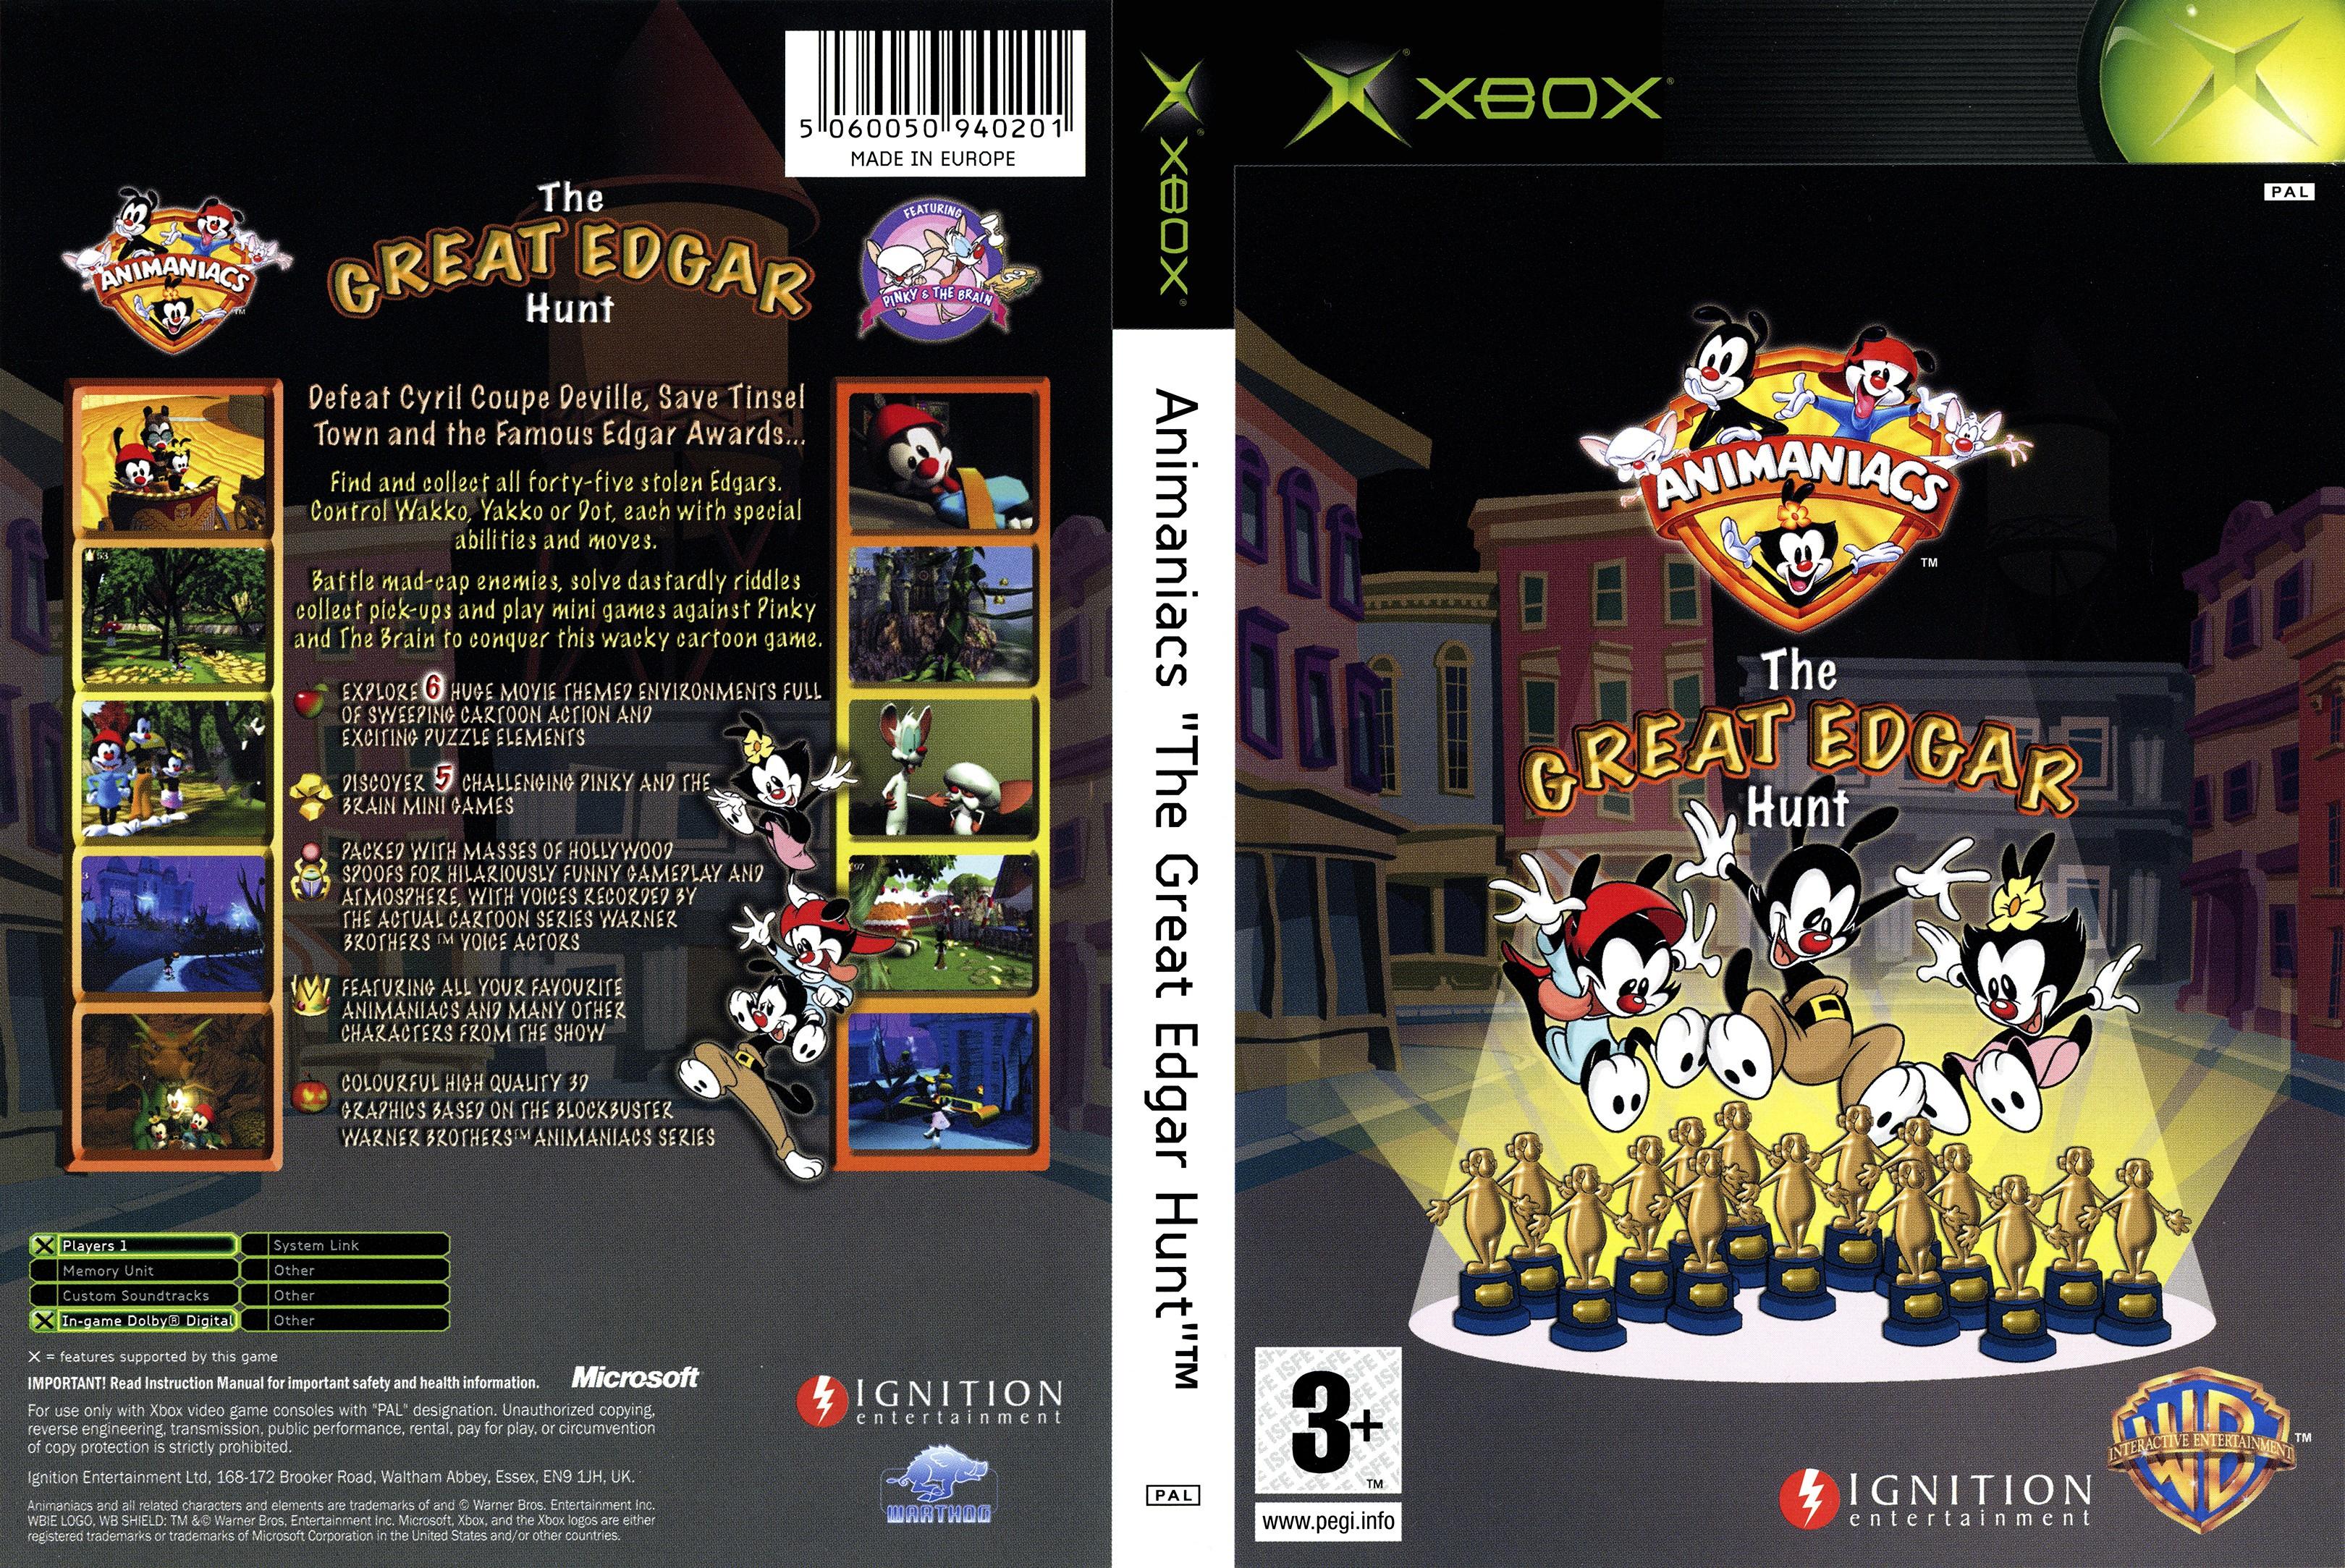 5 060050 940201
MADE IN EUROPE
ANIMANIACS
TM
The
GREAT EDGAR
Hunt
FEATURING
PINKY & THE BRAIN
Defeat Cyril Coupe Deville, Save Tinsel
Town and the Famous Edgar Awards...
Find and collect all forty-five stolen Edgars.
Control Wakko, Yakko or Dot, each with special
abilities and moves.
Battle mad-cap enemies, solve dastardly riddles
collect pick-ups and play mini games against Pinky
and The Brain to conquer this wacky cartoon game.
EXPLORE 6 HUGE MOVIE THEMED ENVIRONMENTS FULL
OF SWEEPING CARTOON ACTION AND
EXCITING PUZZLE ELEMENTS
DISCOVER 5 CHALLENGING PINKY AND THE
BRAIN MINI GAMES
PACKED WITH MASSES OF HOLLYWOOD
SPOOFS FOR HILARIOUSLY FUNNY GAMEPLAY AND
ATMOSPHERE, WITH VOICES RECORDED BY
THE ACTUAL CARTOON SERIES WARNER
BROTHERS ™ VOICE ACTORS
FEATURING ALL YOUR FAVOURITE
ANIMANIACS AND MANY OTHER
CHARACTERS FROM THE SHOW
COLOURFUL HIGH QUALITY 3D
GRAPHICS BASED ON THE BLOCKBUSTER
WARNER BROTHERS™ ANIMANIACS SERIES
53
97
X Players 1
System Link
Memory Unit
Other
Custom Soundtracks
Other
X In-game Dolby® Digital
Other
X = features supported by this game
IMPORTANT! Read Instruction Manual for important safety and health information.
Microsoft
For use only with Xbox video game consoles with "PAL" designation. Unauthorized copying,
reverse engineering, transmission, public performance, rental, pay for play, or circumvention
of copy protection is strictly prohibited.
Ignition Entertainment Ltd, 168-172 Brooker Road, Waltham Abbey, Essex, EN9 1JH, UK.
Animaniacs and all related characters and elements are trademarks of and © Warner Bros. Entertainment Inc.
WBIE LOGO, WB SHIELD: TM &© Warner Bros. Entertainment Inc. Microsoft, Xbox, and the Xbox logos are either
registered trademarks or trademarks of Microsoft Corporation in the United States and/or other countries.
IGNITION
entertainment
WARTHOG
XBOX®
Animaniacs "The Great Edgar Hunt"™
PAL
XBOX®
PAL
ANIMANIACS
TM
The
GREAT EDGAR
Hunt
ISFE
3+
TM
www.pegi.info
IGNITION
entertainment
WB
INTERACTIVE ENTERTAINMENT
TM